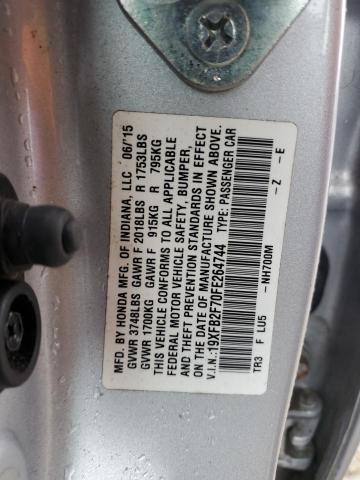 MFD. BY HONDA MFG. OF INDIANA, LLC 06/'15
GVWR 3748LBS GAWR F 2018LBS R 1753LBS
GVWR 1700KG GAWR F 915KG R 795KG
THIS VEHICLE CONFORMS TO ALL APPLICABLE
FEDERAL MOTOR VEHICLE SAFETY, BUMPER,
AND THEFT PREVENTION STANDARDS IN EFFECT
ON THE DATE OF MANUFACTURE SHOWN ABOVE.
V.I.N.:19XFB2F70FE264744 TYPE: PASSENGER CAR
TR3 F LU5 -NH700M -Z -E